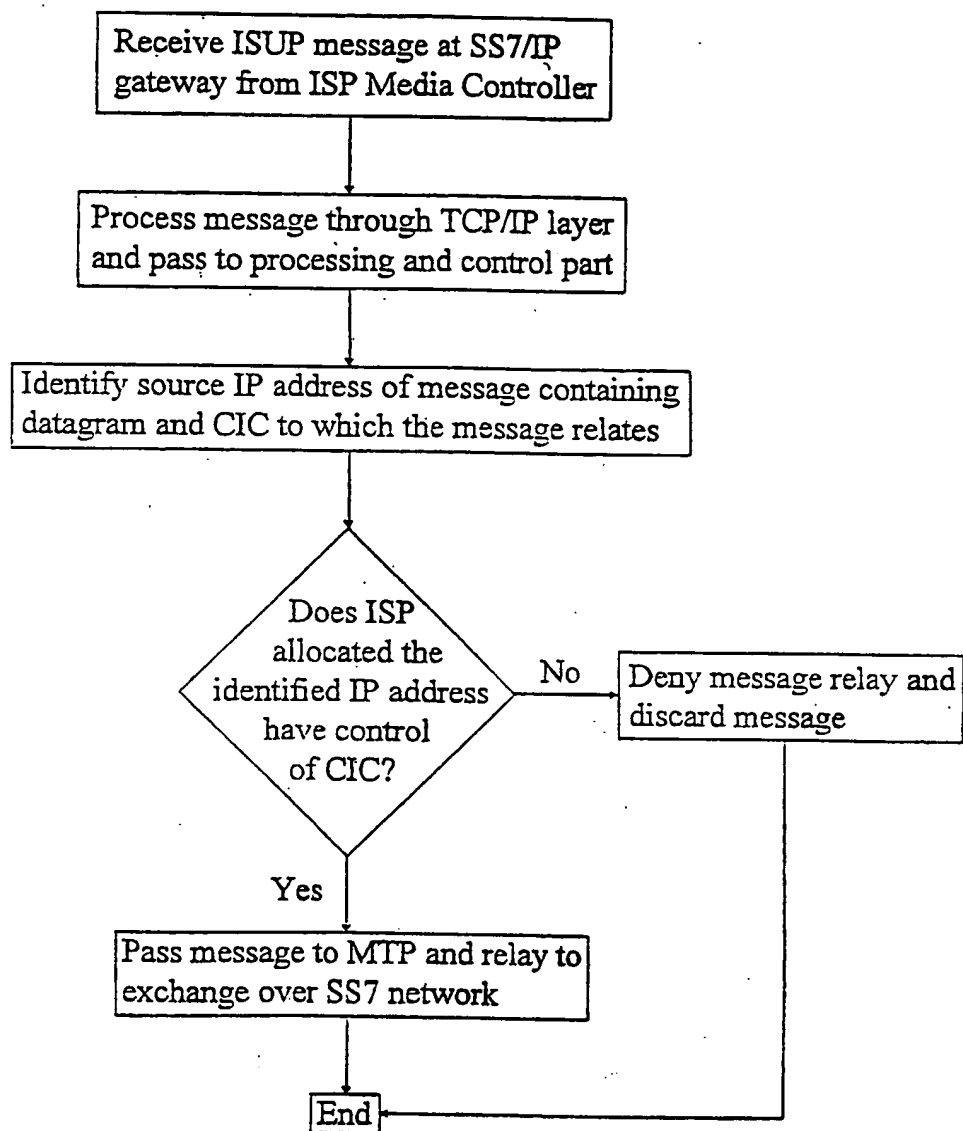 Receive ISUP message at SS7/IP
gateway from ISP Media Controller
Process message through TCP/IP layer
and pass to processing and control part
Identify source IP address of message containing
datagram and CIC to which the message relates
Does ISP
allocated the
identified IP address
have control
of CIC?
No
Deny message relay and
discard message
Yes
Pass message to MTP and relay to
exchange over SS7 network
End